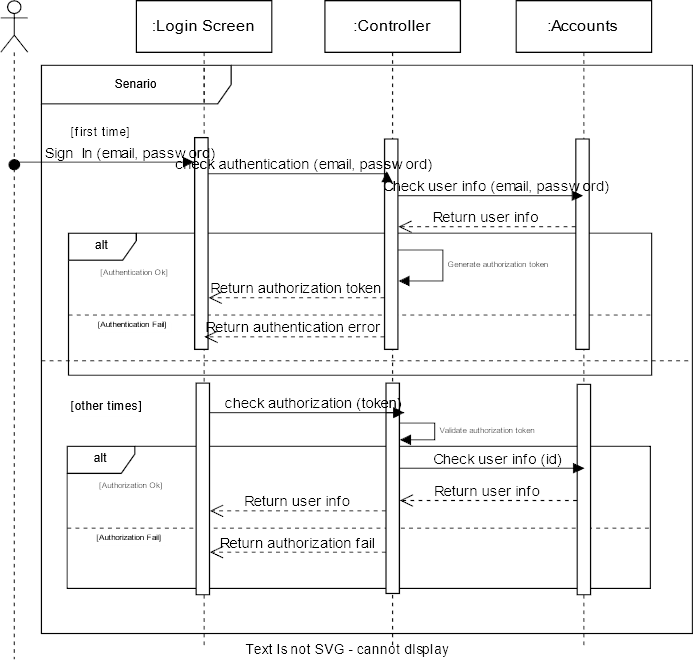 :Login Screen
:Controller
:Accounts
Senario
[first time]
Sign In (email, password)
check authentication (email, password)
Check user info (email, password)
Return user info
alt
[Authentication Ok]
Generate authorization token
Return authorization token
[Authentication Fail]
Return authentication error
[other times]
check authorization (token)
Validate authorization token
alt
Check user info (id)
[Authorization Ok]
Return user info
Return user info
[Authorization Fail]
Return authorization fail
Text is not SVG - cannot display